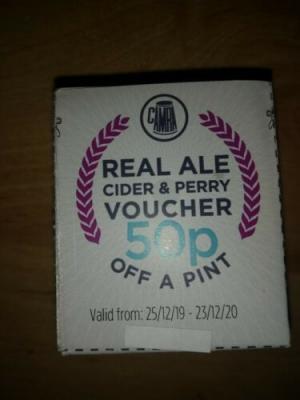 CAMRA
REAL ALE
CIDER & PERRY
VOUCHER
50p
OFF A PINT
Valid from: 25/12/19 - 23/12/20